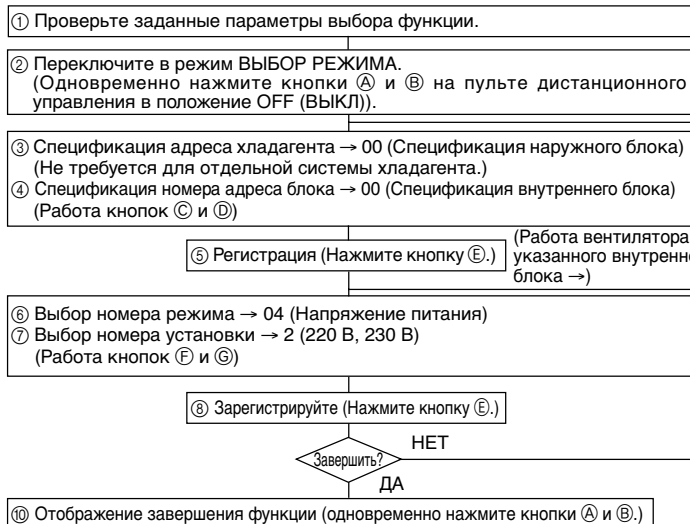 ① Проверьте заданные параметры выбора функции.
② Переключите в режим ВЫБОР РЕЖИМА.
(Одновременно нажмите кнопки Ⓐ и Ⓑ на пульте дистанционного
управления в положение OFF (ВЫКЛ)).
③ Спецификация адреса хладагента → 00 (Спецификация наружного блока)
(Не требуется для отдельной системы хладагента.)
④ Спецификация номера адреса блока → 00 (Спецификация внутреннего блока)
(Работа кнопок Ⓒ и Ⓓ)
⑤ Регистрация (Нажмите кнопку Ⓔ.)
(Работа вентилятора
указанного внутренне
блока →)
⑥ Выбор номера режима → 04 (Напряжение питания)
⑦ Выбор номера установки → 2 (220 В, 230 В)
(Работа кнопок Ⓕ и Ⓖ)
⑧ Зарегистрируйте (Нажмите кнопку Ⓔ.)
Завершить?
НЕТ
ДА
⑩ Отображение завершения функции (одновременно нажмите кнопки Ⓐ и Ⓑ.)